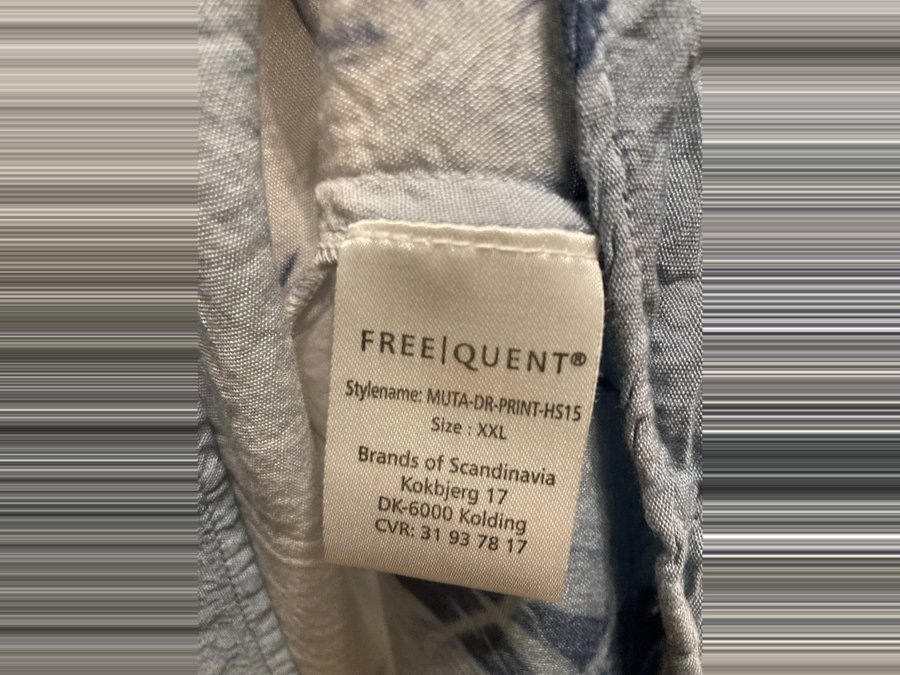 FREE|QUENT®
Stylename: MUTA-DR-PRINT-HS15
Size : XXL
Brands of Scandinavia
Kokbjerg 17
DK-6000 Kolding
CVR: 31 93 78 17